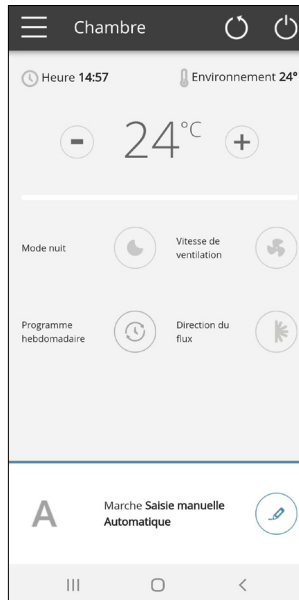 Chambre
Heure 14:57
Environnement 24°
24°C
Mode nuit
Vitesse de
ventilation
Programme
hebdomadaire
Direction du
flux
A
Marche Saisie manuelle
Automatique